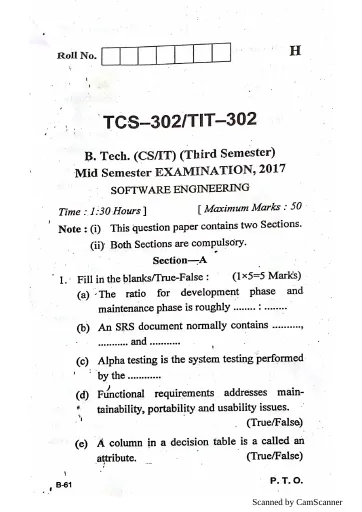 Roll No.
H
TCS–302/TIT–302
B. Tech. (CS/IT) (Third Semester)
Mid Semester EXAMINATION, 2017
SOFTWARE ENGINEERING
Time : 1:30 Hours ] [ Maximum Marks : 50
Note : (i) This question paper contains two Sections.
(ii) Both Sections are compulsory.
Section—A
1. Fill in the blanks/True-False : (1×5=5 Marks)
(a) The ratio for development phase and
maintenance phase is roughly ........ : ........
(b) An SRS document normally contains ..........,
........... and ...........
(c) Alpha testing is the system testing performed
by the ............
(d) Functional requirements addresses main-
tainability, portability and usability issues.
(True/False)
(e) A column in a decision table is a called an
attribute. (True/False)
B-61 P. T. O.
Scanned by CamScanner